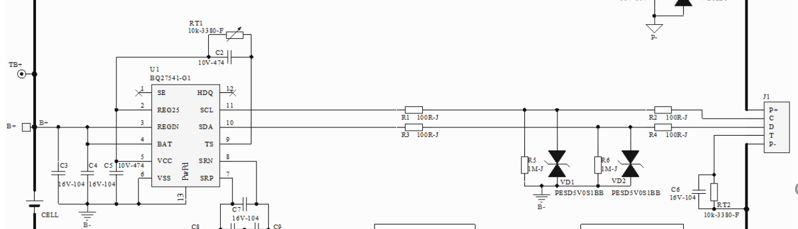 PESD5
P-
RT1
10k-3380-F
C2
10V-474
TB+
U1
BQ27541-G1
1 SE HDQ 12
2 REG25 SCL 11
3 REGIN SDA 10
4 BAT TS 9
5 VCC SRN 8
6 VSS SRP 7
PwPd
13
B+ B+
R1 100R-J
R3 100R-J
R2 100R-J
R4 100R-J
J1
P+
C
D
T
P-
C3
16V-104
C4
16V-104
C5 10V-474
R5
1M-J
VD1
PESD5V0S1BB
R6
1M-J
VD2
PESD5V0S1BB
B-
C6
16V-104
RT2
10k-3380-F
CELL
B-
C7
16V-104
C8
C9